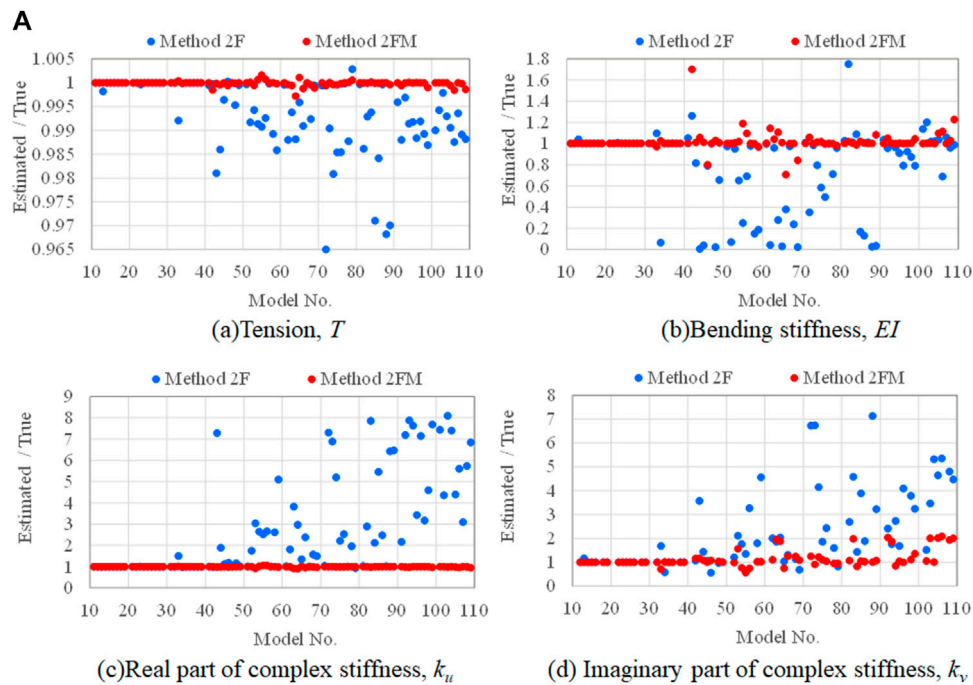 A
Method 2F Method 2FM
1.005
1
0.995
0.99
0.985
0.98
0.975
0.97
0.965
Estimated / True
10 20 30 40 50 60 70 80 90 100 110
Model No.
(a)Tension, T
Method 2F Method 2FM
1.8
1.6
1.4
1.2
1
0.8
0.6
0.4
0.2
0
Estimated / True
10 20 30 40 50 60 70 80 90 100 110
Model No.
(b)Bending stiffness, EI
Method 2F Method 2FM
9
8
7
6
5
4
3
2
1
0
Estimated / True
10 20 30 40 50 60 70 80 90 100 110
Model No.
(c)Real part of complex stiffness, ku
Method 2F Method 2FM
8
7
6
5
4
3
2
1
0
Estimated / True
10 20 30 40 50 60 70 80 90 100 110
Model No.
(d) Imaginary part of complex stiffness, kv